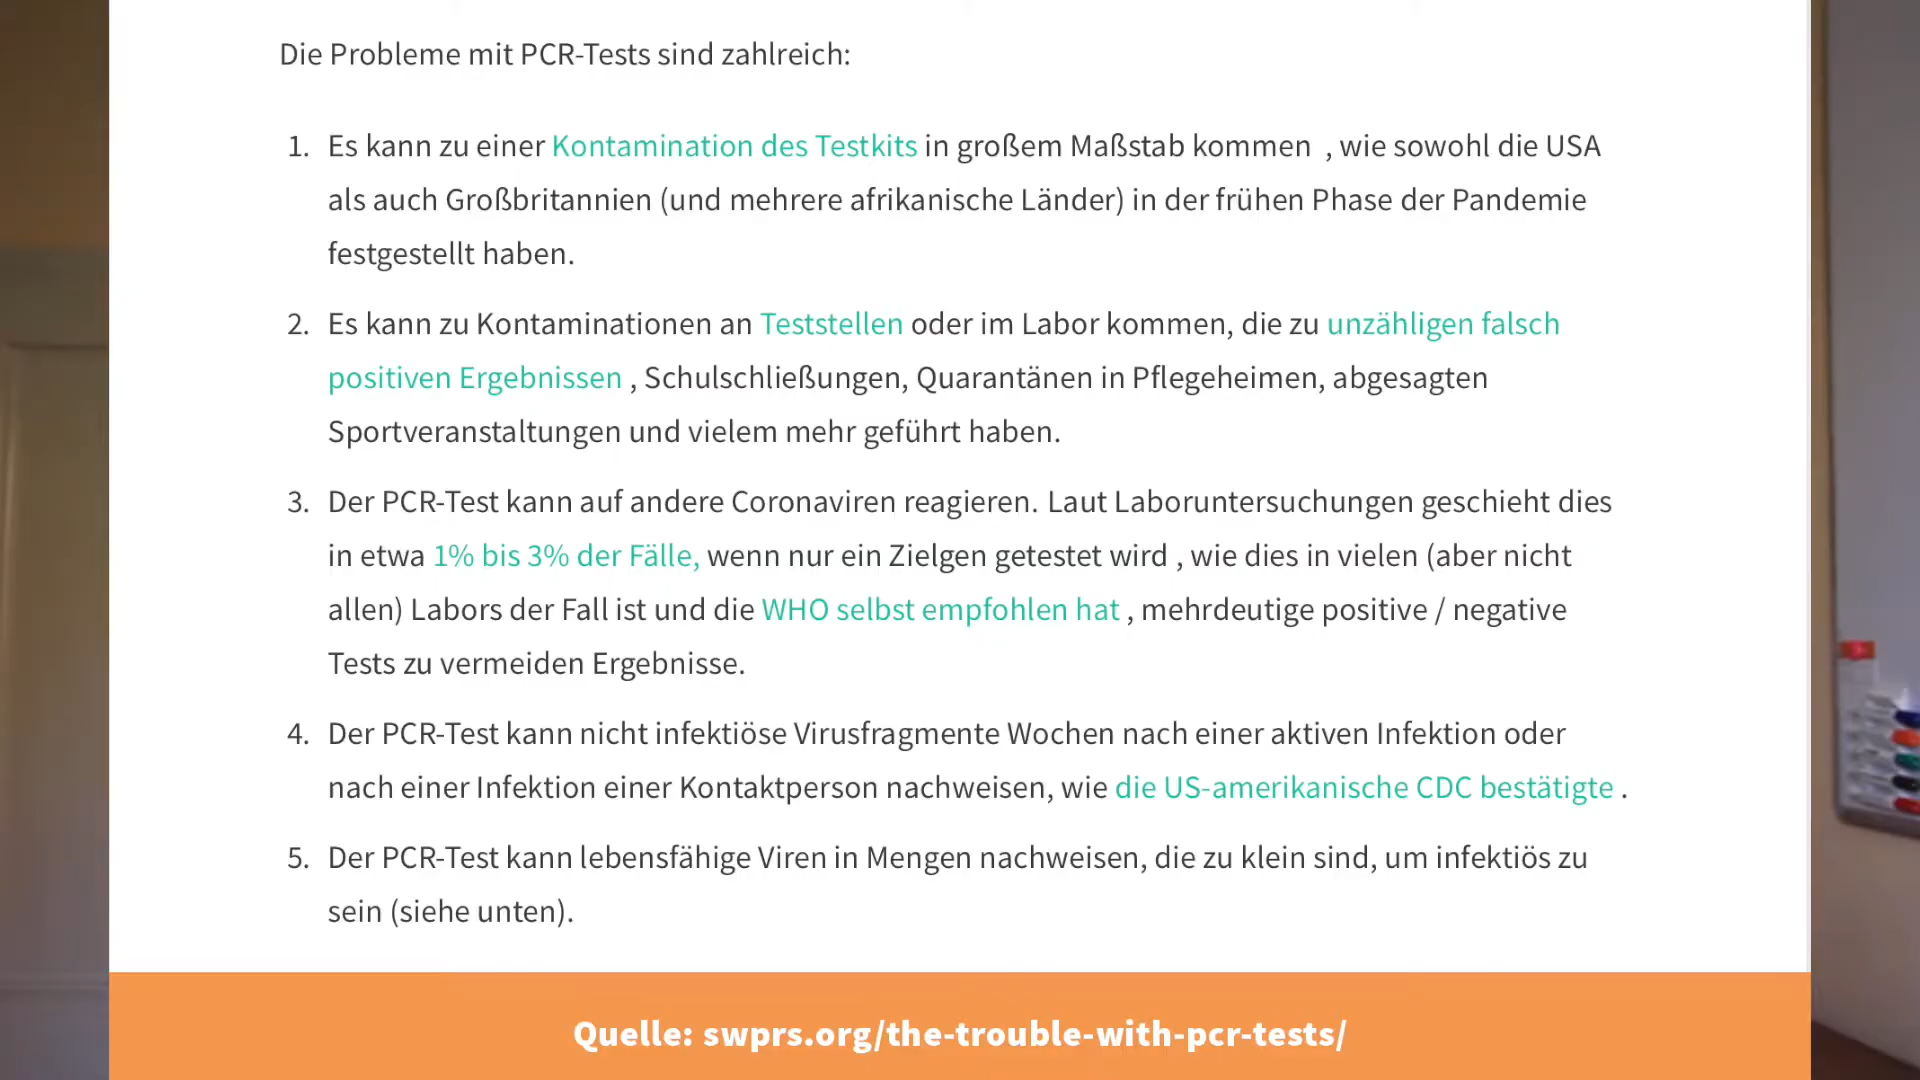 Die Probleme mit PCR-Tests sind zahlreich:
1. Es kann zu einer Kontamination des Testkits in großem Maßstab kommen , wie sowohl die USA
als auch Großbritannien (und mehrere afrikanische Länder) in der frühen Phase der Pandemie
festgestellt haben.
2. Es kann zu Kontaminationen an Teststellen oder im Labor kommen, die zu unzähligen falsch
positiven Ergebnissen , Schulschließungen, Quarantänen in Pflegeheimen, abgesagten
Sportveranstaltungen und vielem mehr geführt haben.
3. Der PCR-Test kann auf andere Coronaviren reagieren. Laut Laboruntersuchungen geschieht dies
in etwa 1% bis 3% der Fälle, wenn nur ein Zielgen getestet wird , wie dies in vielen (aber nicht
allen) Labors der Fall ist und die WHO selbst empfohlen hat , mehrdeutige positive / negative
Tests zu vermeiden Ergebnisse.
4. Der PCR-Test kann nicht infektiöse Virusfragmente Wochen nach einer aktiven Infektion oder
nach einer Infektion einer Kontaktperson nachweisen, wie die US-amerikanische CDC bestätigte .
5. Der PCR-Test kann lebensfähige Viren in Mengen nachweisen, die zu klein sind, um infektiös zu
sein (siehe unten).
Quelle: swprs.org/the-trouble-with-pcr-tests/